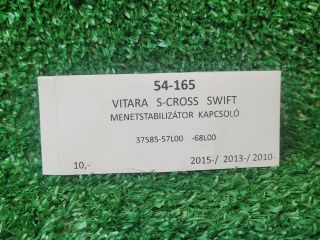 54-165
VITARA S-CROSS SWIFT
MENETSTABILIZÁTOR KAPCSOLÓ
37585-57L00 -68L00
10,- 2015-/ 2013-/ 2010-